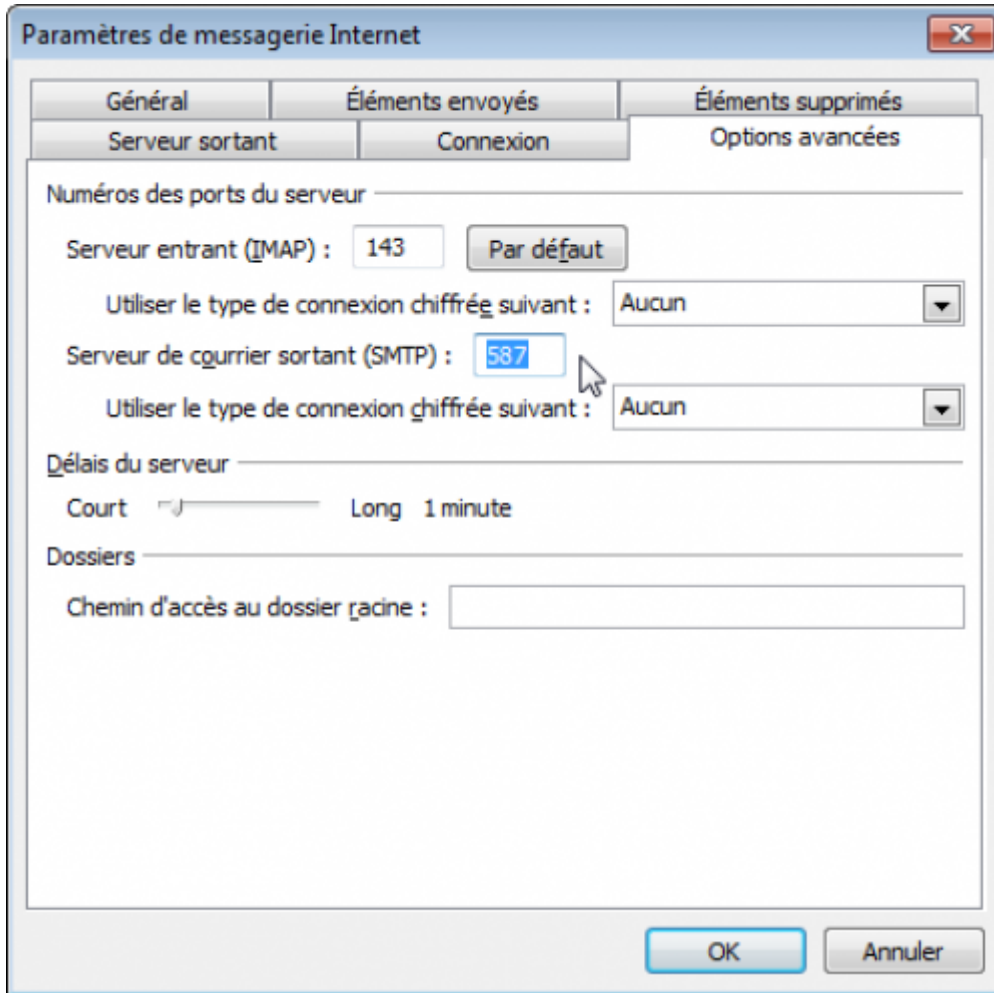 Paramètres de messagerie Internet
Général Éléments envoyés Éléments supprimés
Serveur sortant Connexion Options avancées
Numéros des ports du serveur
Serveur entrant (IMAP) : 143 Par défaut
Utiliser le type de connexion chiffrée suivant : Aucun
Serveur de courrier sortant (SMTP) : 587
Utiliser le type de connexion chiffrée suivant : Aucun
Délais du serveur
Court Long 1 minute
Dossiers
Chemin d'accès au dossier racine :
OK Annuler